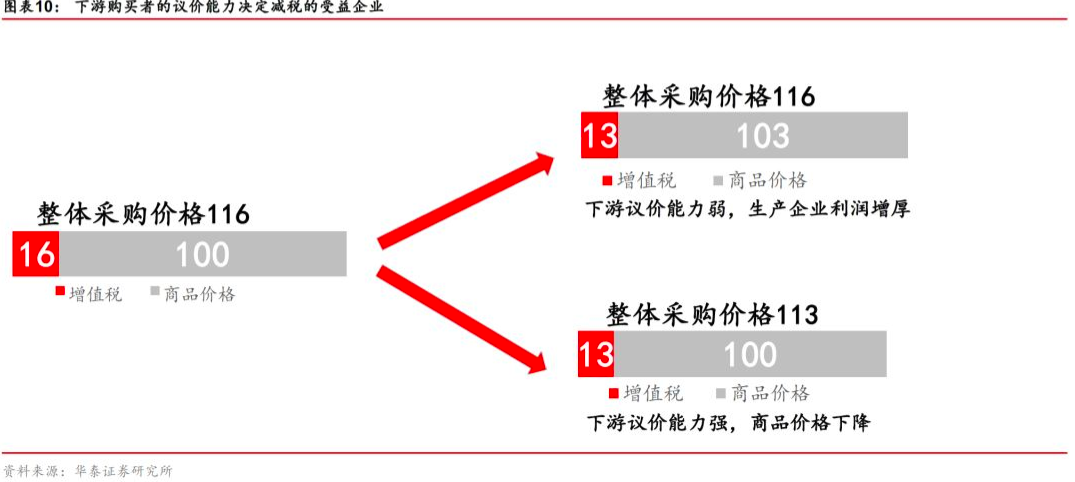 图表10： 下游购买者的议价能力决定减税的受益企业
整体采购价格116
16 100
增值税 商品价格
整体采购价格116
13 103
增值税 商品价格
下游议价能力弱，生产企业利润增厚
整体采购价格113
13 100
增值税 商品价格
下游议价能力强，商品价格下降
资料来源：华泰证券研究所